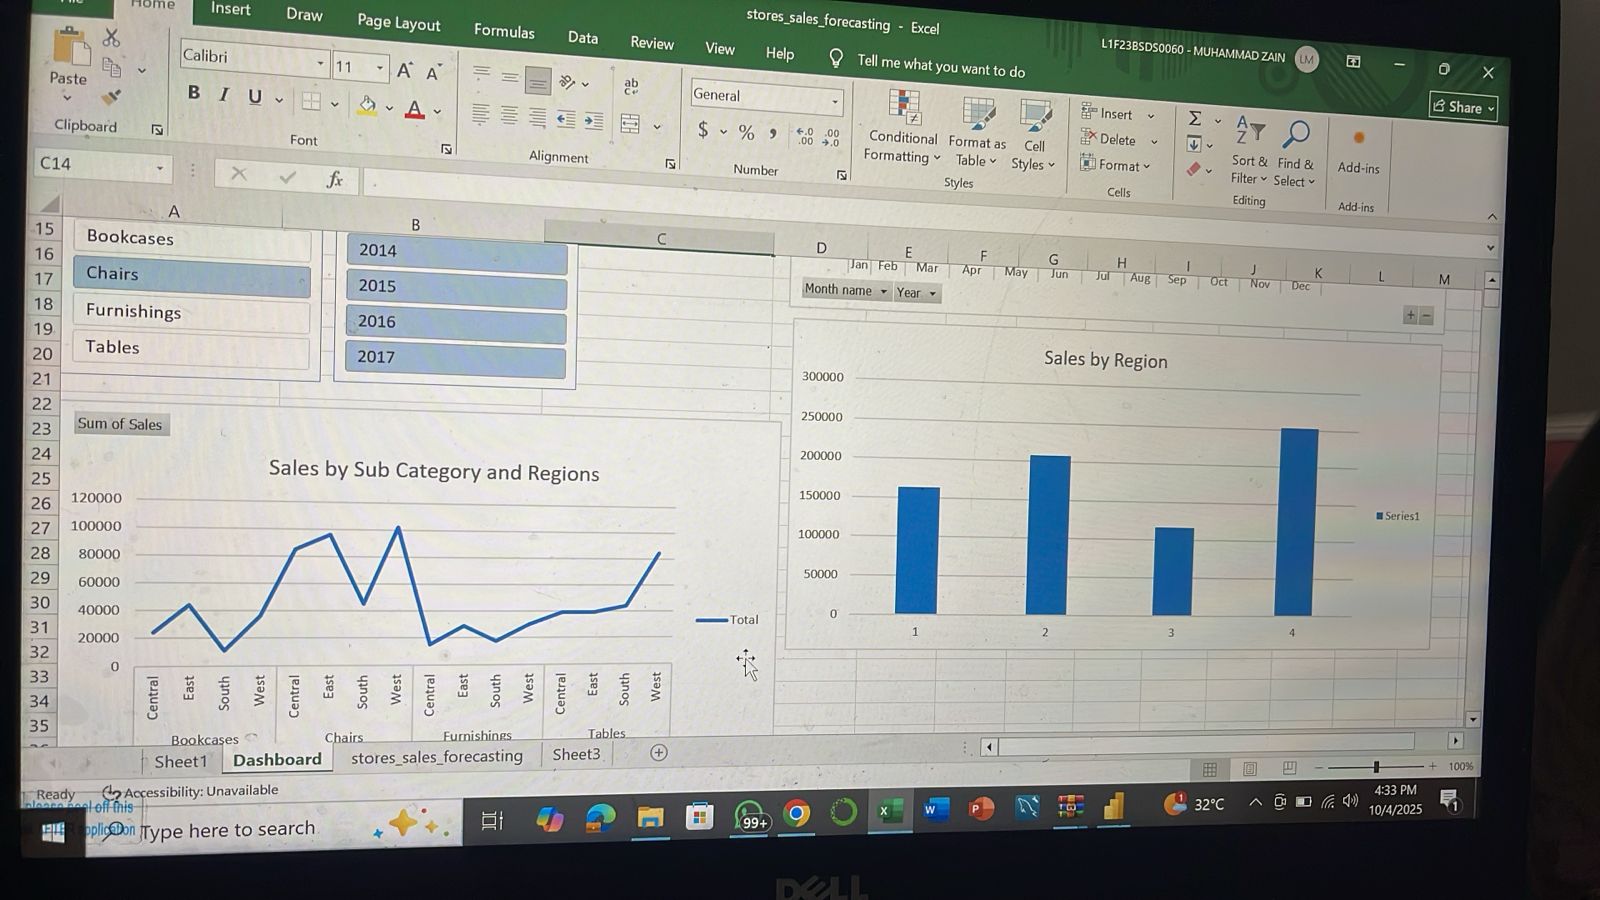 Home Insert Draw Page Layout Formulas Data Review View Help Tell me what you want to do
stores_sales_forecasting - Excel
L1F23BSDS0060 - MUHAMMAD ZAIN LM
Share
Paste
Clipboard
Calibri 11
B I U
Font
Alignment
General
$ % ,
Number
Conditional Formatting
Format as Table
Cell Styles
Styles
Insert
Delete
Format
Cells
Sort & Filter
Find & Select
Editing
Add-ins
Add-ins
C14
fx
A B C D E F G H I J K L M
15
16
17
18
19
20
21
22
23
24
25
26
27
28
29
30
31
32
33
34
35
Bookcases
Chairs
Furnishings
Tables
2014
2015
2016
2017
Jan Feb Mar Apr May Jun Jul Aug Sep Oct Nov Dec
Month name Year
Sum of Sales
Sales by Sub Category and Regions
120000
100000
80000
60000
40000
20000
0
Total
Central East South West Central East South West Central East South West Central East South West
Bookcases Chairs Furnishings Tables
Sales by Region
300000
250000
200000
150000
100000
50000
0
1 2 3 4
Series1
Sheet1 Dashboard stores_sales_forecasting Sheet3
Ready Accessibility: Unavailable
100%
please peel off this
application
Type here to search
99+
32°C
4:33 PM
10/4/2025
1
DELL